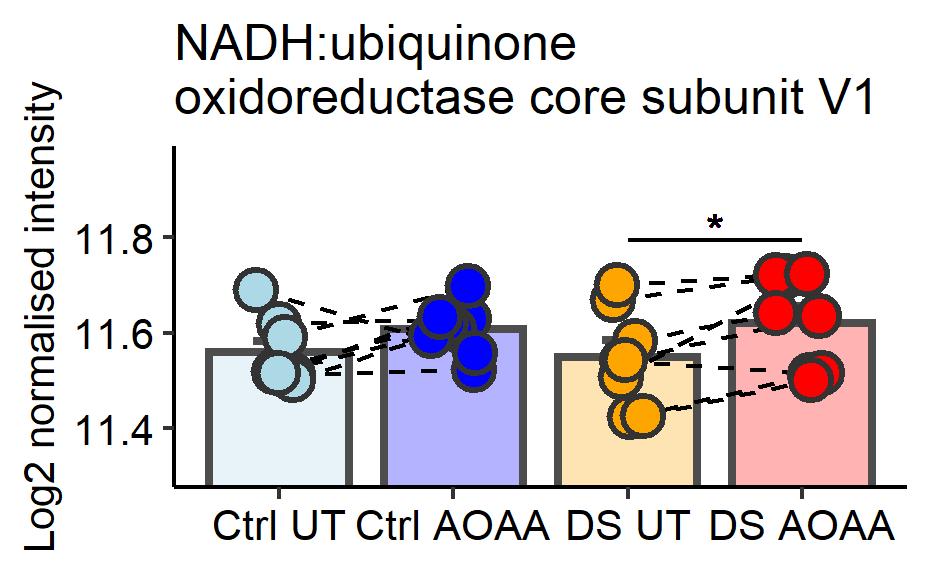 NADH:ubiquinone
oxidoreductase core subunit V1
Log2 normalised intensity
11.8
11.6
11.4
*
Ctrl UT
Ctrl AOAA
DS UT
DS AOAA